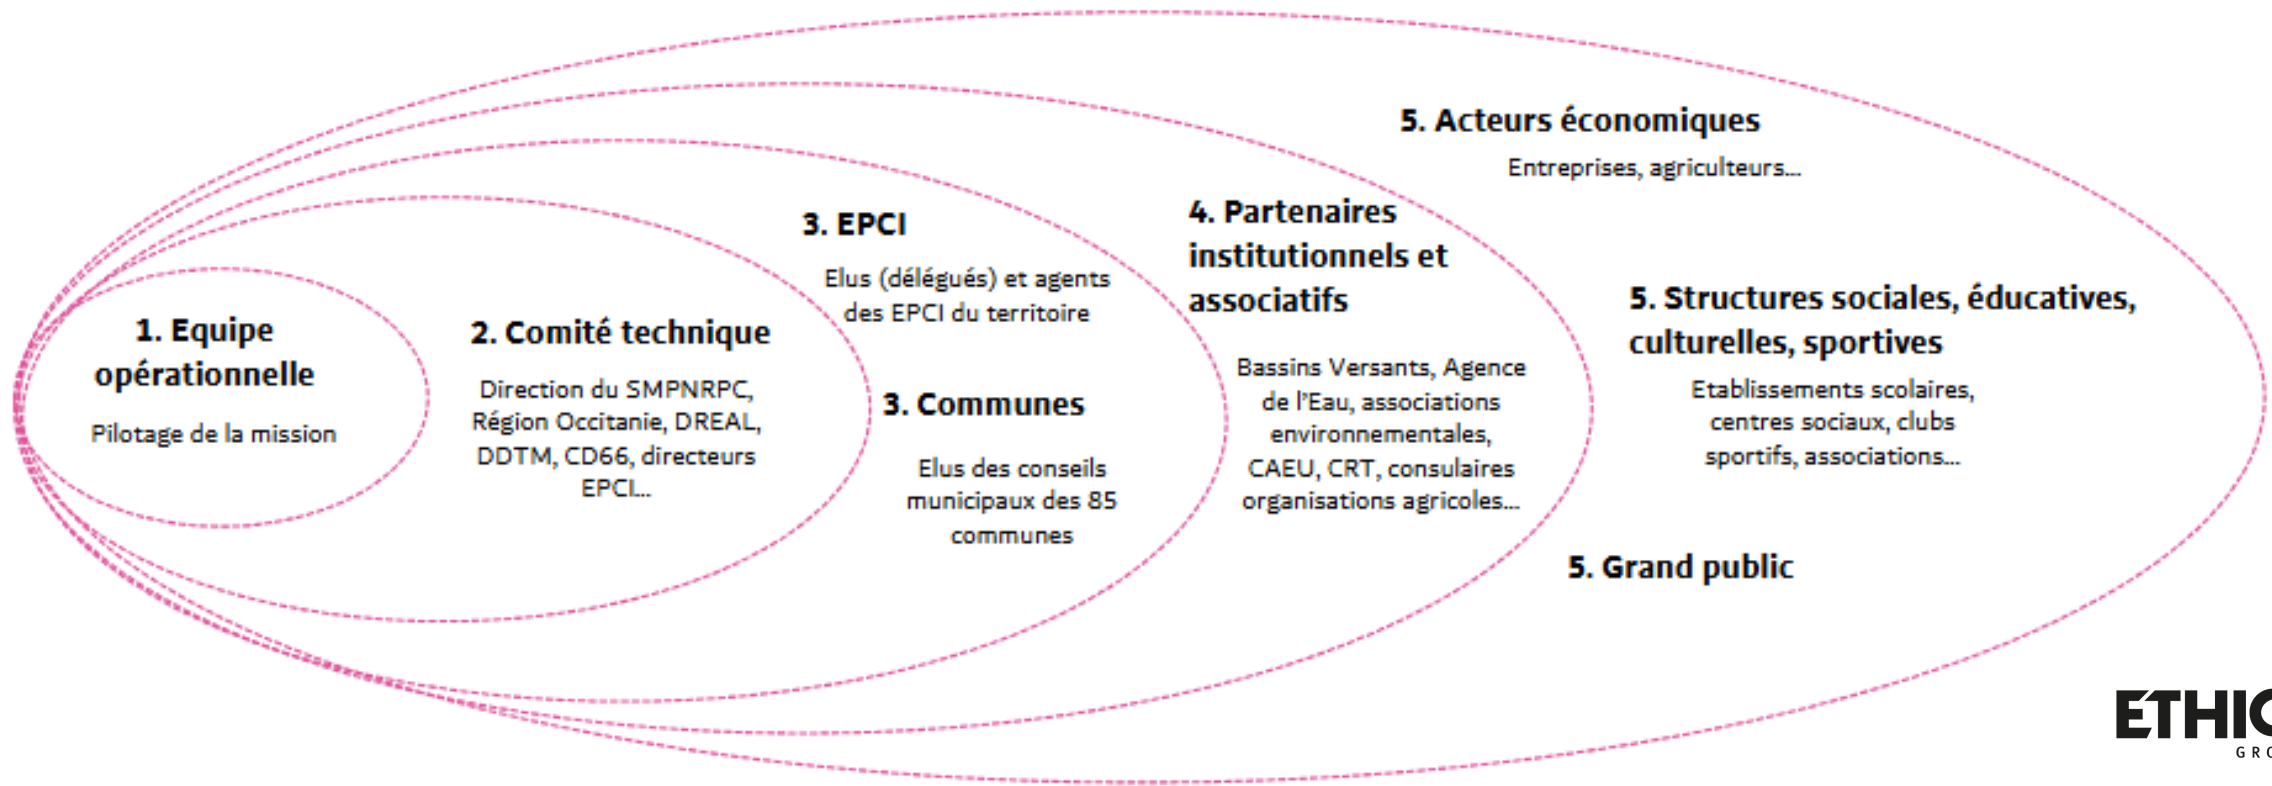 1. Equipe
opérationnelle
Pilotage de la mission
2. Comité technique
Direction du SMPNRPC,
Région Occitanie, DREAL,
DDTM, CD66, directeurs
EPCI...
3. EPCI
Elus (délégués) et agents
des EPCI du territoire
3. Communes
Elus des conseils
municipaux des 85
communes
4. Partenaires
institutionnels et
associatifs
Bassins Versants, Agence
de l'Eau, associations
environnementales,
CAEU, CRT, consulaires
organisations agricoles...
5. Acteurs économiques
Entreprises, agriculteurs...
5. Structures sociales, éducatives,
culturelles, sportives
Etablissements scolaires,
centres sociaux, clubs
sportifs, associations...
5. Grand public